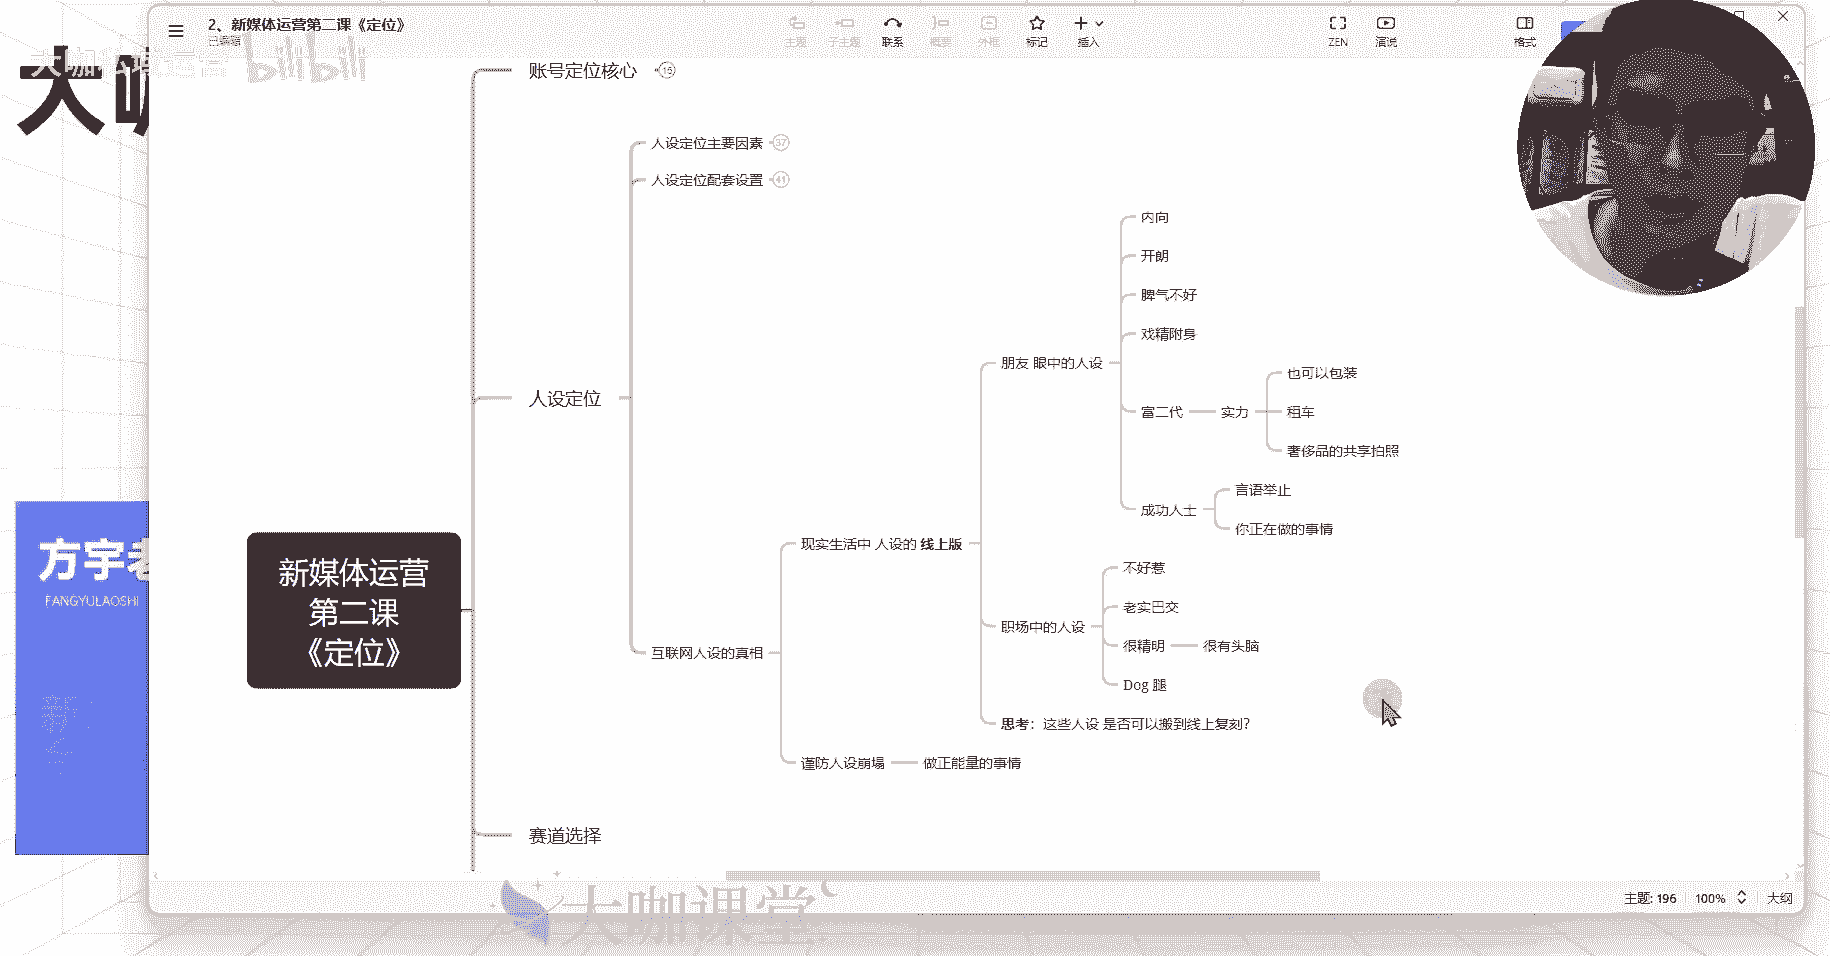 2、新媒体运营第二课《定位》
已编辑
主题
子主题
联系
概要
外框
标记
插入
ZEN
演说
格式
大咖私域运营 bilibili
大咖
账号定位核心 16
人设定位主要因素 37
人设定位配套设置 41
内向
开朗
脾气不好
戏精附身
朋友 眼中的人设
也可以包装
人设定位
富二代
实力
租车
奢侈品的共享拍照
言语举止
成功人士
你正在做的事情
现实生活中 人设的 线上版
不好惹
方宇老
FANGYULAOSHI
新媒体运营
第二课
《定位》
老实巴交
职场中的人设
很精明
很有头脑
互联网人设的真相
Dog 腿
思考：这些人设 是否可以搬到线上复刻？
谨防人设崩塌
做正能量的事情
赛道选择
大咖课堂
主题: 196
100%
大纲